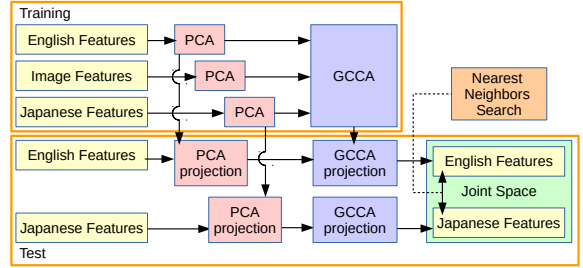 Training
English Features
PCA
Image Features
PCA
GCCA
Japanese Features
PCA
Nearest
Neighbors
Search
English Features
PCA
projection
GCCA
projection
English Features
Joint Space
Japanese Features
PCA
projection
GCCA
projection
Japanese Features
Test